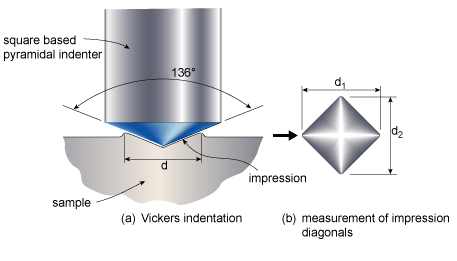 square based
pyramidal indenter
136°
d
impression
sample
(a) Vickers indentation
d₁
d₂
(b) measurement of impression
diagonals